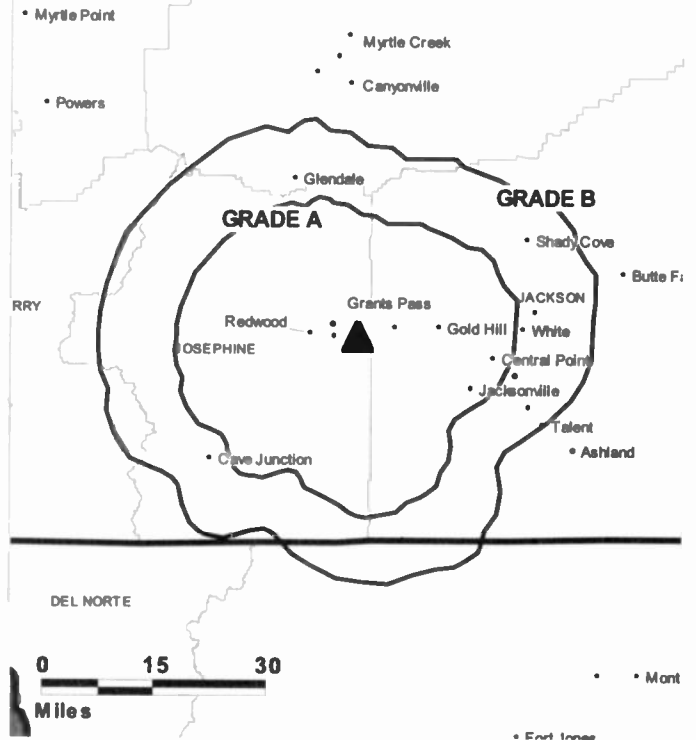 Myrtle Point
Myrtle Creek
Canyonville
Powers
Glendale
GRADE B
GRADE A
Shady Cove
Butte Fa
RRY
JACKSON
Grants Pass
Redwood
Gold Hill
White
JOSEPHINE
Central Point
Jacksonville
Talent
Ashland
Cave Junction
DEL NORTE
0 15 30
Miles
Mont
Fort Jones